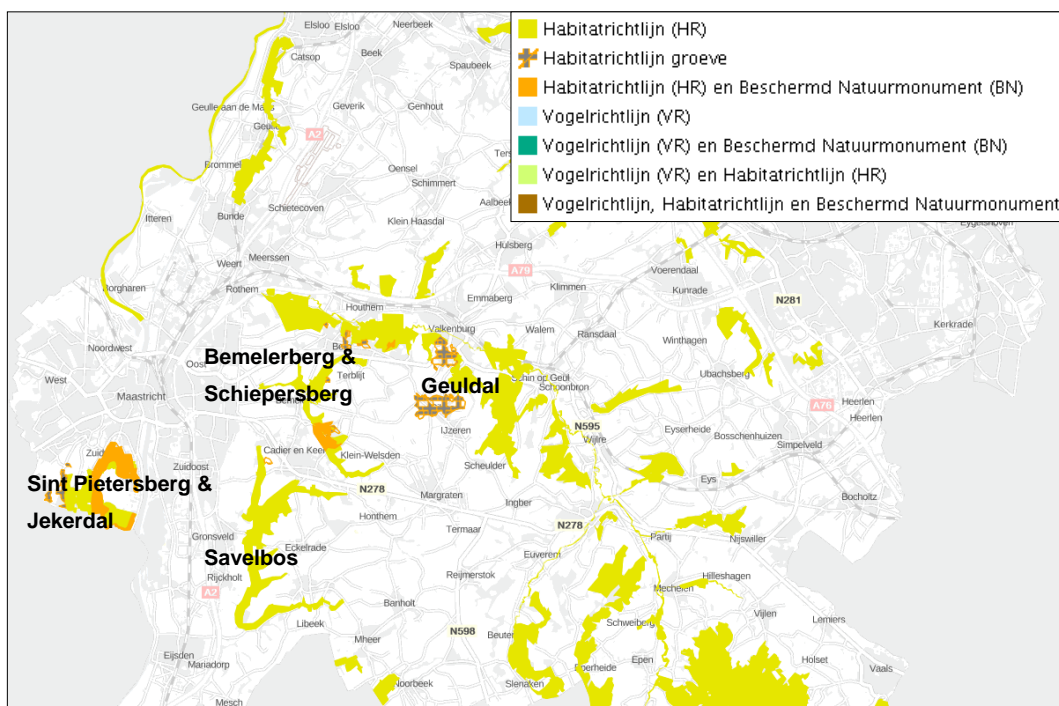 Habitatrichtlijn (HR)
Habitatrichtlijn groeve
Habitatrichtlijn (HR) en Beschermd Natuurmonument (BN)
Vogelrichtlijn (VR)
Vogelrichtlijn (VR) en Beschermd Natuurmonument (BN)
Vogelrichtlijn (VR) en Habitatrichtlijn (HR)
Vogelrichtlijn, Habitatrichtlijn en Beschermd Natuurmonument
Elsloo
Elsloo
Elsloo
Neerbeek
Catsop
Beek
Spaubeek
Geulle aan de Maas
Geverik
Genhout
Geulle
A2
Brommel
Oensel
Schimmert
Aalbeek
Itteren
Bunde
Schietecoven
Klein Haasdal
Hulsberg
Eygelshoven
Meerssen
Weert
Rothem
A79
Klimmen
Voerendaal
Kunrade
Borgharen
Houthem
Emmaberg
N281
Kerkrade
Noordwest
Valkenburg
Walem
Ransdaal
Winthagen
Oost
Bemelerberg &
Schiepersberg
Terblijt
Geuldal
Schin op Geul
Schoonbron
Ubachsberg
West
Maastricht
A76
Heerlen
Heerlen
IJzeren
N595
Wijlre
Eyserheide
Bosschenhuizen
Simpelveld
Cadier en Keer
Klein-Welsden
Scheulder
Zuidoost
Sint Pietersberg &
Jekerdal
N278
Margraten
Ingber
Eys
Bocholtz
Honthem
Termaar
N278
Gronsveld
Eckelrade
Savelbos
Euverem
Partij
Nijswiller
Rijckholt
A2
Reijmerstok
Mechelen
Hilleshagen
Banholt
Libeek
Schweiberg
Vijlen
Lemiers
Mheer
N598
Epen
Holset
Vaals
Eijsden
Mariadorp
Noorbeek
Slenaken
Eperheide
Mesch